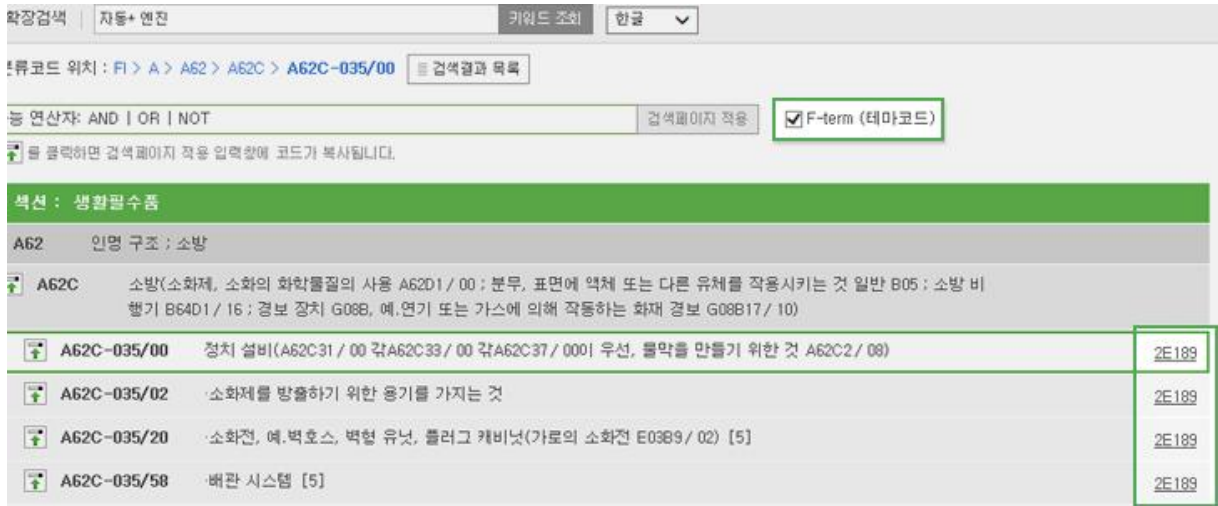 확장검색 자동+ 엔진 키워드 조회 한글
분류코드 위치 : FI > A > A62 > A62C > A62C-035/00 검색결과 목록
능 연산자: AND | OR | NOT 검색페이지 적용 F-term (테마코드)
를 클릭하면 검색페이지 적용 입력창에 코드가 복사됩니다.
섹션 : 생활필수품
A62 인명 구조 ; 소방
A62C 소방(소화제, 소화의 화학물질의 사용 A62D1/00 ; 분무, 표면에 액체 또는 다른 유체를 작용시키는 것 일반 B05 ; 소방 비
행기 B64D1/16 ; 경보 장치 G08B, 예.연기 또는 가스에 의해 작동하는 화재 경보 G08B17/10)
A62C-035/00 정치 설비(A62C31/00 갂A62C33/00 갂A62C37/00이 우선, 물막을 만들기 위한 것 A62C2/08) 2E189
A62C-035/02 ·소화제를 방출하기 위한 용기를 가지는 것 2E189
A62C-035/20 ·소화전, 예.벽호스, 벽형 유닛, 플러그 캐비닛(가로의 소화전 E03B9/02) [5] 2E189
A62C-035/58 ·배관 시스템 [5] 2E189